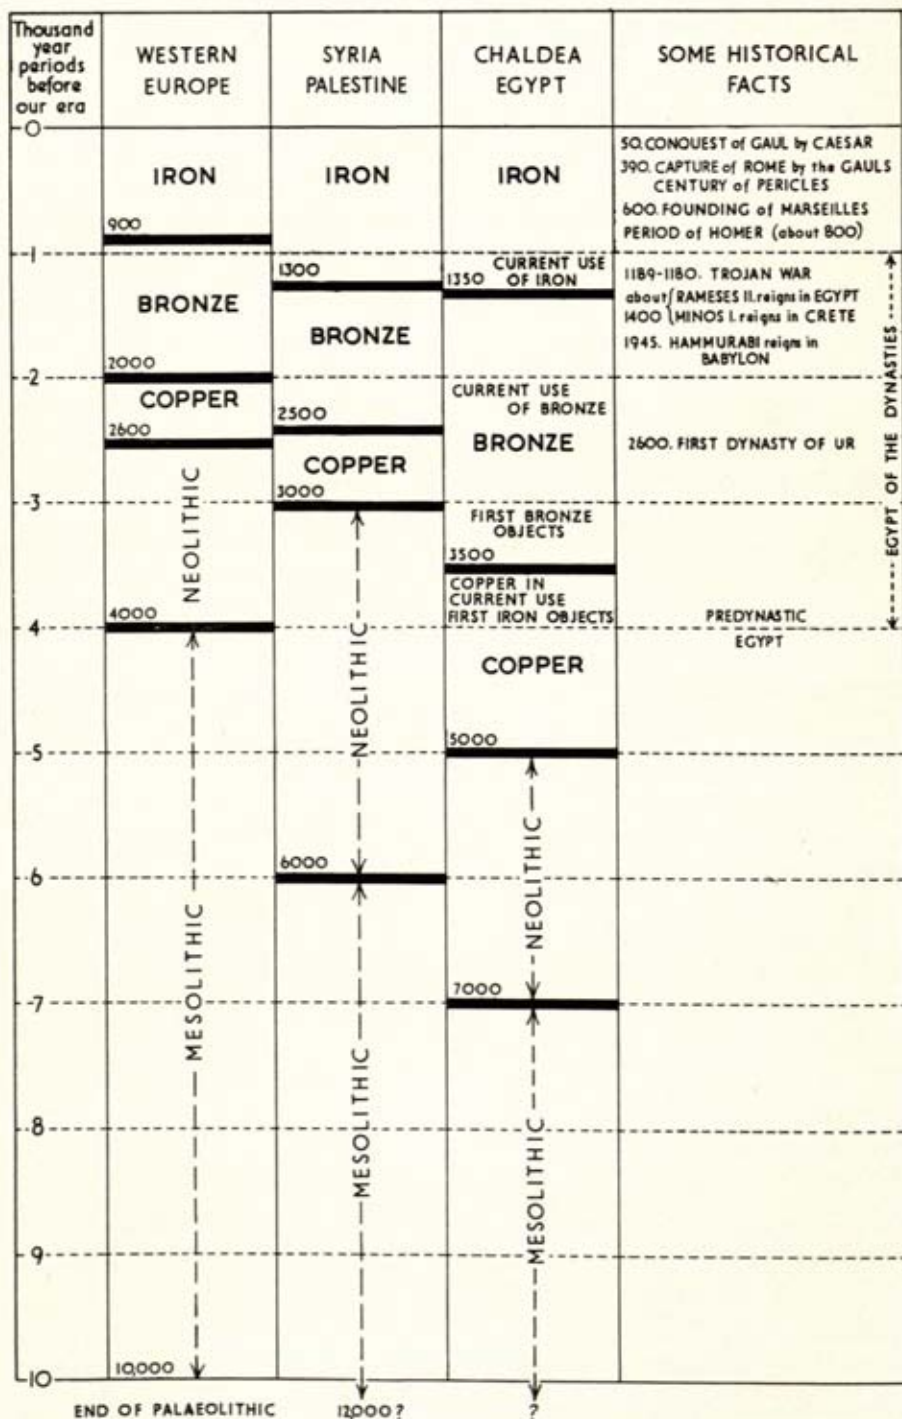 Thousand
year
periods
before
our era
WESTERN
EUROPE
SYRIA
PALESTINE
CHALDEA
EGYPT
SOME HISTORICAL
FACTS
0
IRON
IRON
IRON
50. CONQUEST of GAUL by CAESAR
390. CAPTURE of ROME by the GAULS
CENTURY of PERICLES
600. FOUNDING of MARSEILLES
PERIOD of HOMER (about 800)
900
1
1300
1350
CURRENT USE
OF IRON
BRONZE
BRONZE
1189-1180. TROJAN WAR
about { RAMESES II. reigns in EGYPT
1400 { MINOS I. reigns in CRETE
1945. HAMMURABI reigns in
BABYLON
EGYPT OF THE DYNASTIES
2000
2
COPPER
2500
2600
CURRENT USE
OF BRONZE
BRONZE
2600. FIRST DYNASTY OF UR
COPPER
3000
3
NEOLITHIC
FIRST BRONZE
OBJECTS
3500
COPPER IN
CURRENT USE
FIRST IRON OBJECTS
4000
4
PREDYNASTIC
EGYPT
NEOLITHIC
COPPER
5000
5
6000
6
NEOLITHIC
MESOLITHIC
7000
7
MESOLITHIC
MESOLITHIC
8
9
10,000
10
END OF PALAEOLITHIC
12,000?
?